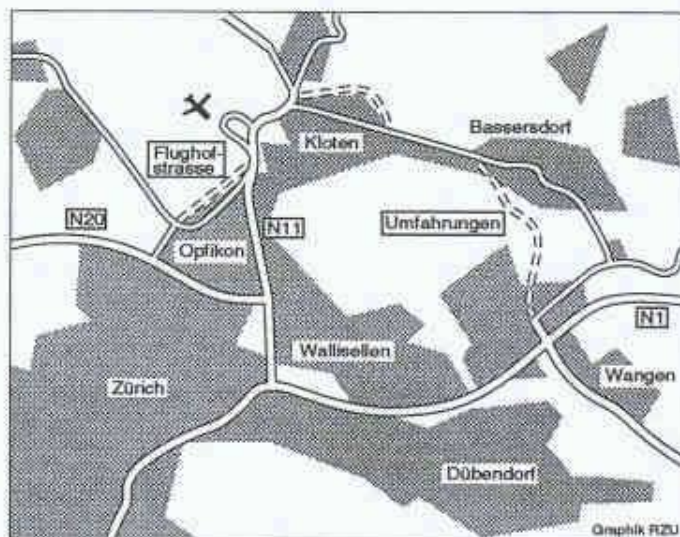 Bassersdorf
Kloten
Flughof-
strasse
N20
N11
Umfahrungen
Opfikon
N1
Wallisellen
Zürich
Wangen
Dübendorf
Graphik RZU